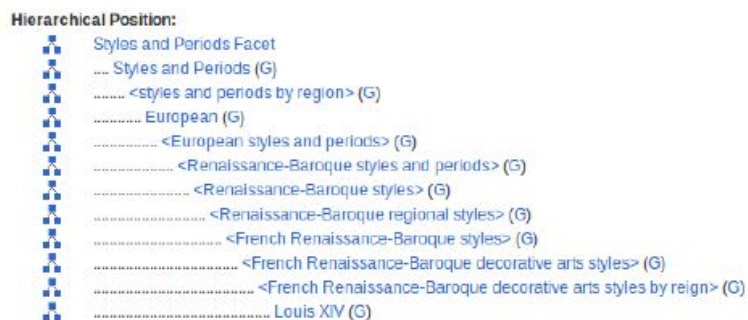 Hierarchical Position:
Styles and Periods Facet
.... Styles and Periods (G)
........ <styles and periods by region> (G)
............ European (G)
................ <European styles and periods> (G)
.................... <Renaissance-Baroque styles and periods> (G)
........................ <Renaissance-Baroque styles> (G)
............................ <Renaissance-Baroque regional styles> (G)
................................ <French Renaissance-Baroque styles> (G)
.................................... <French Renaissance-Baroque decorative arts styles> (G)
........................................ <French Renaissance-Baroque decorative arts styles by reign> (G)
............................................ Louis XIV (G)